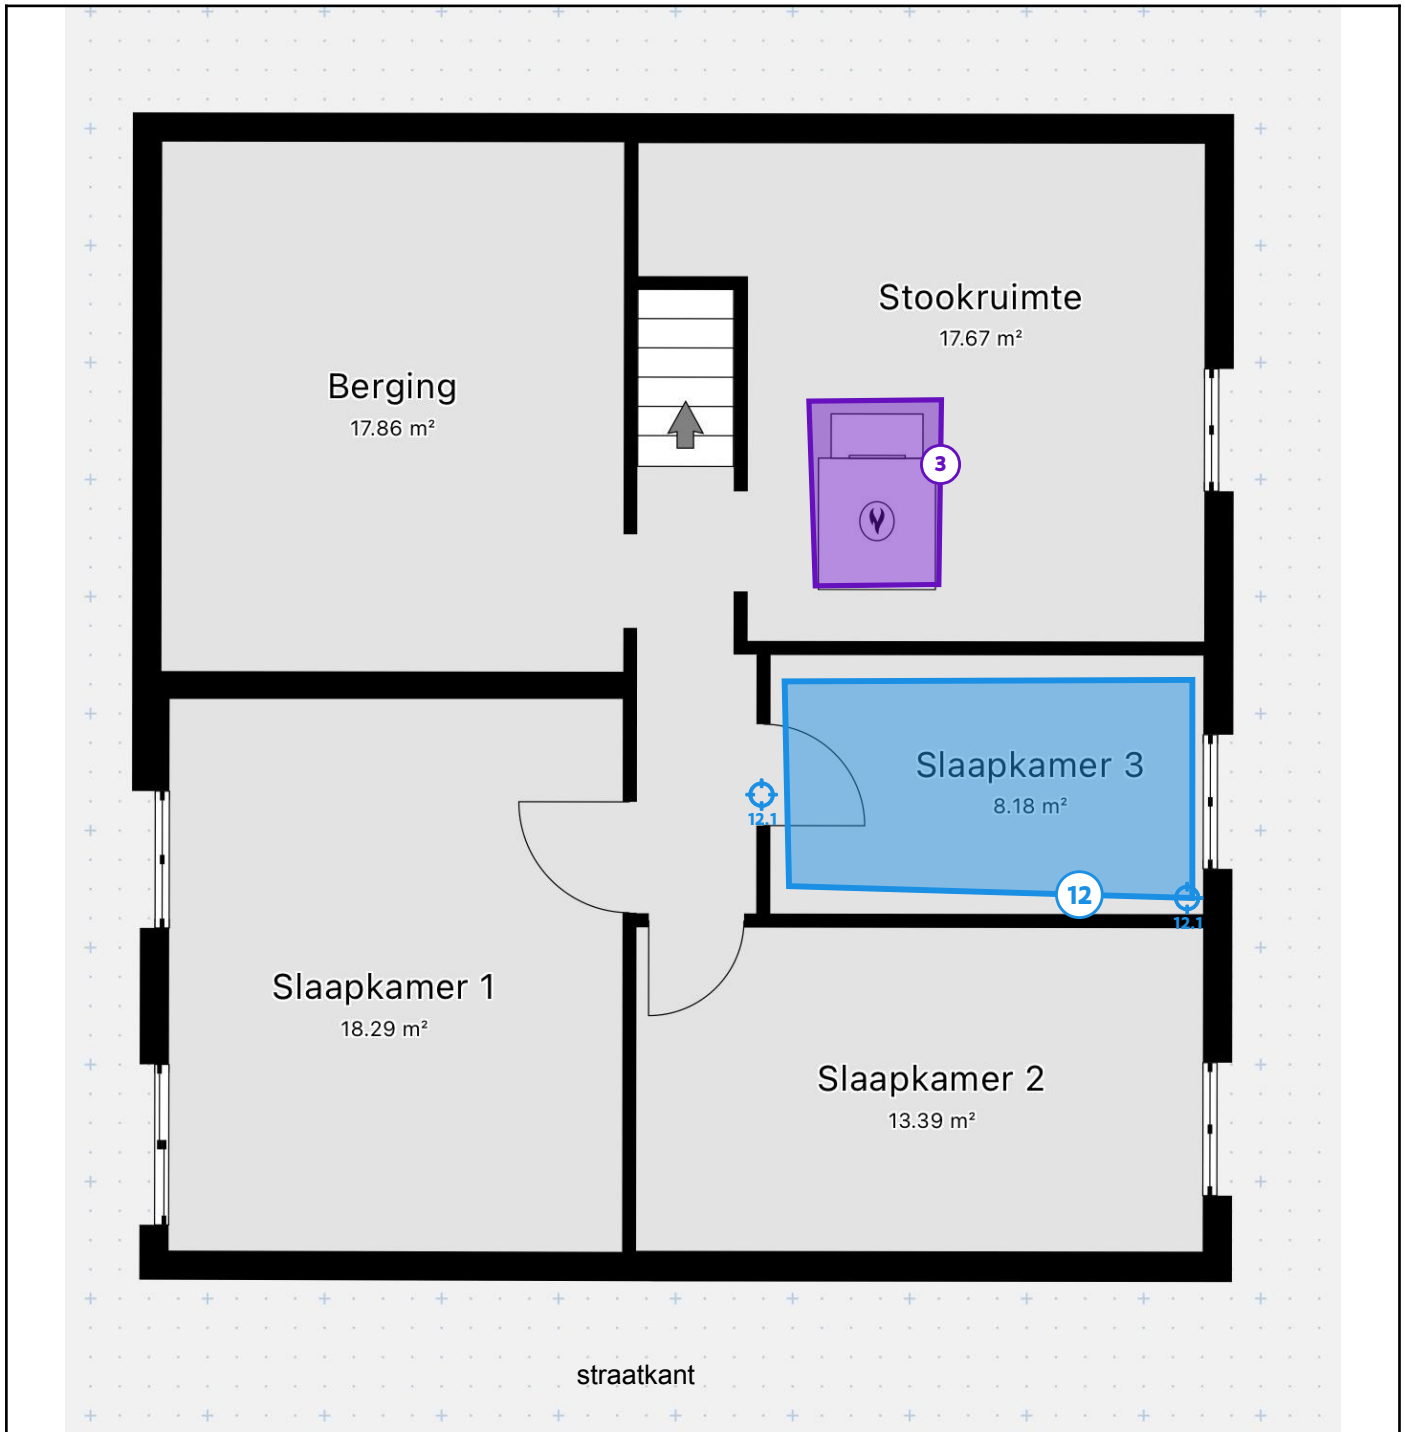 Stookruimte
17.67 m²
Berging
17.86 m²
3
Slaapkamer 3
8.18 m²
12.1
12
12.1
Slaapkamer 1
18.29 m²
Slaapkamer 2
13.39 m²
straatkant